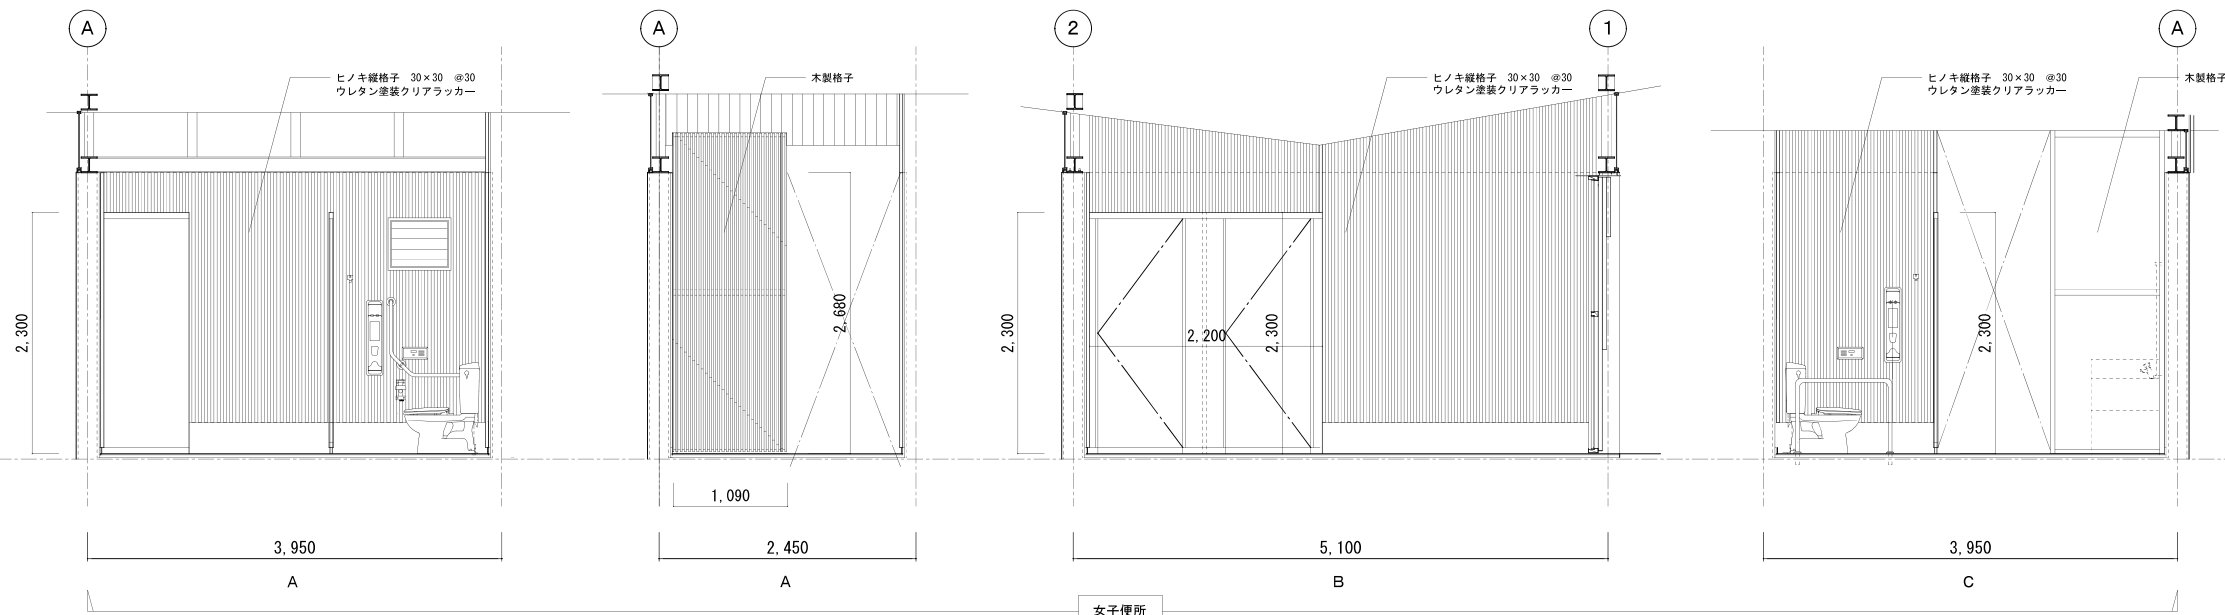 A
A
2
1
A
ヒノキ縦格子 30×30 @30
ウレタン塗装クリアラッカー
木製格子
ヒノキ縦格子 30×30 @30
ウレタン塗装クリアラッカー
ヒノキ縦格子 30×30 @30
ウレタン塗装クリアラッカー
木製格子
2,300
2,680
2,300
2,200
2,300
2,300
1,090
3,950
2,450
5,100
3,950
A
A
B
C
女子便所